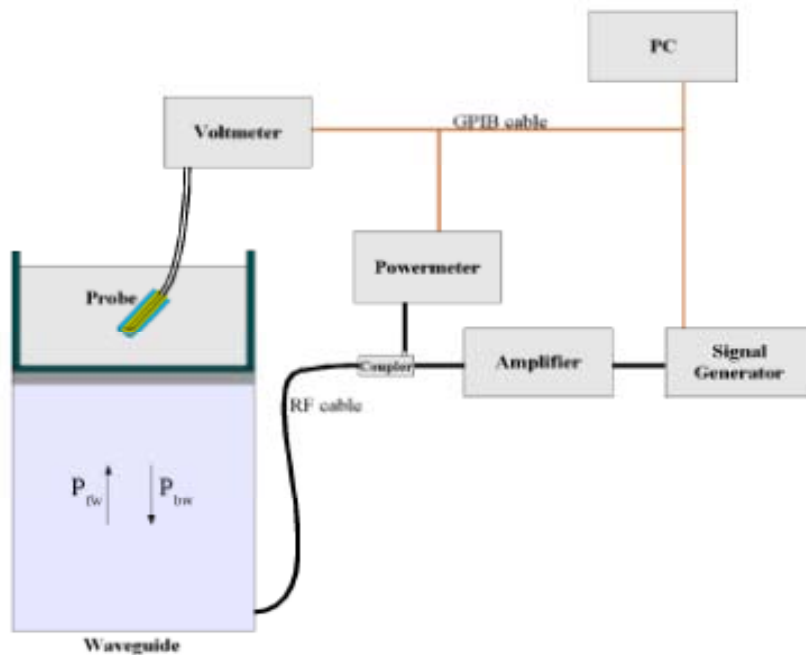 PC
Voltmeter
GPIB cable
Powermeter
Probe
Coupler
Amplifier
Signal
Generator
RF cable
Pfw
Pbw
Waveguide